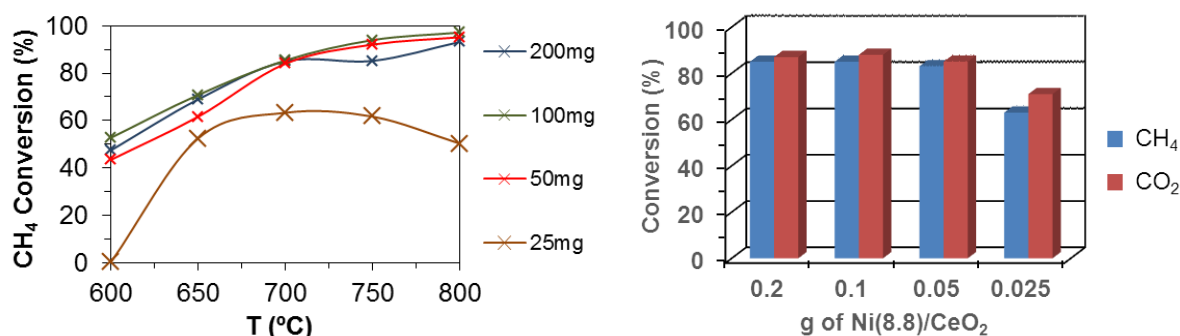 CH₄ Conversion (%)
100
80
60
40
20
0
600
650
700
750
800
T (ºC)
200mg
100mg
50mg
25mg
Conversion (%)
100
80
60
40
20
0
0.2
0.1
0.05
0.025
g of Ni(8.8)/CeO₂
CH₄
CO₂